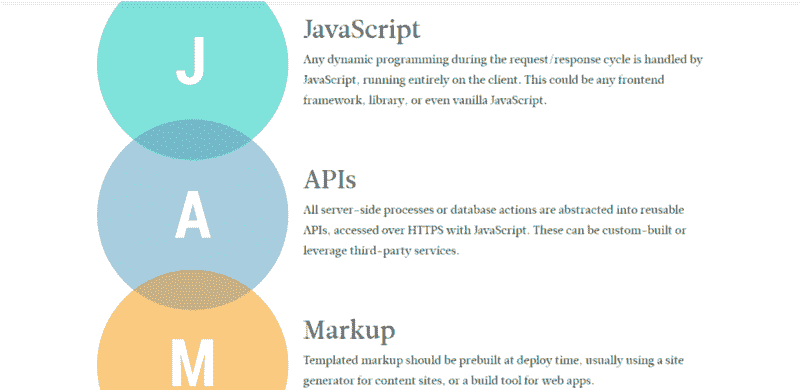 J
JavaScript
Any dynamic programming during the request/response cycle is handled by
JavaScript, running entirely on the client. This could be any frontend
framework, library, or even vanilla JavaScript.
A
APIs
All server-side processes or database actions are abstracted into reusable
APIs, accessed over HTTPS with JavaScript. These can be custom-built or
leverage third-party services.
M
Markup
Templated markup should be prebuilt at deploy time, usually using a site
generator for content sites, or a build tool for web apps.